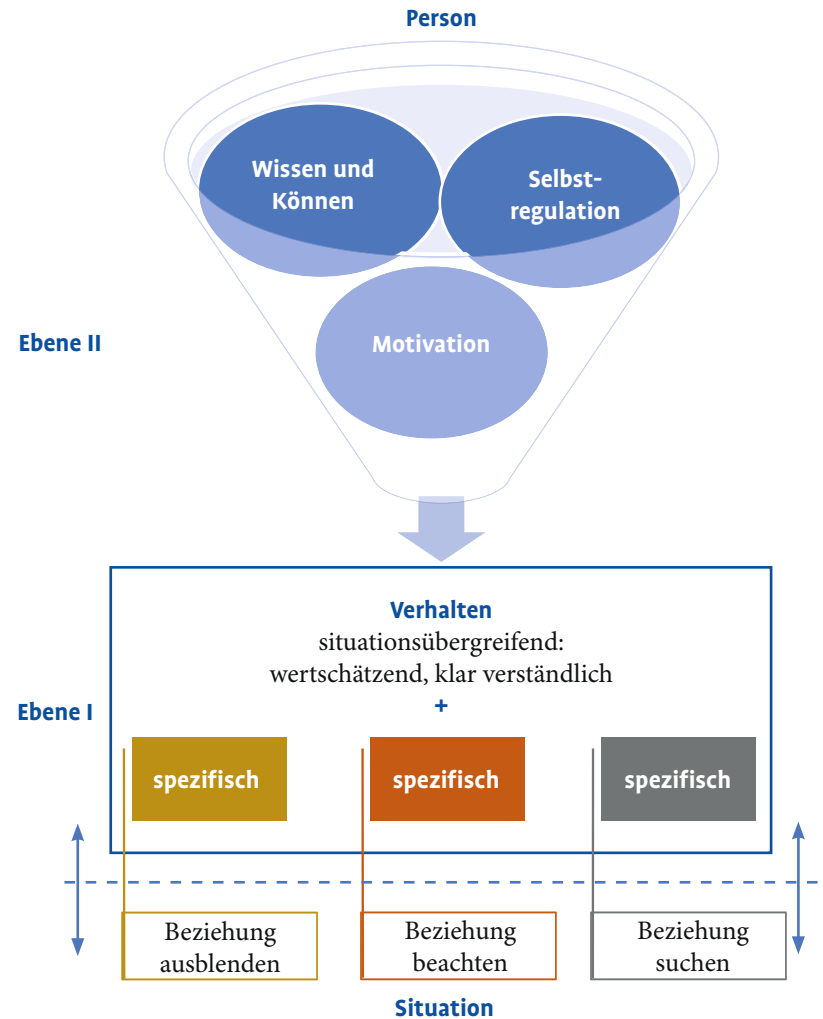 Person
Wissen und
Können
Selbst-
regulation
Motivation
Ebene II
Verhalten
situationsübergreifend:
wertschätzend, klar verständlich
+
Ebene I
spezifisch
spezifisch
spezifisch
Beziehung
ausblenden
Beziehung
beachten
Beziehung
suchen
Situation